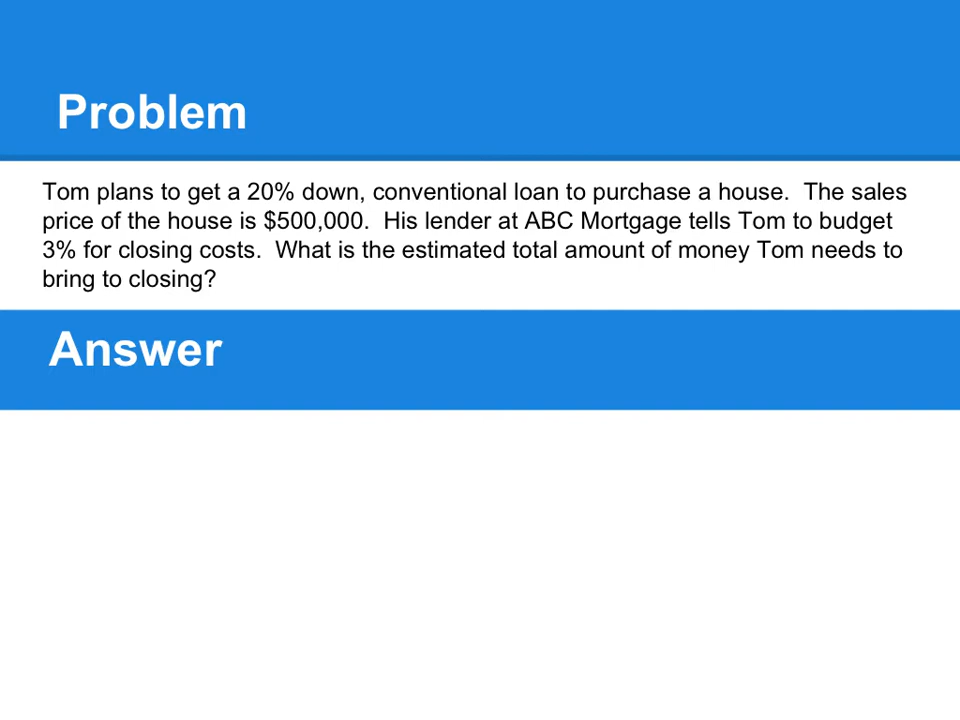 Problem
Tom plans to get a 20% down, conventional loan to purchase a house.  The sales
price of the house is $500,000.  His lender at ABC Mortgage tells Tom to budget
3% for closing costs.  What is the estimated total amount of money Tom needs to
bring to closing?
Answer